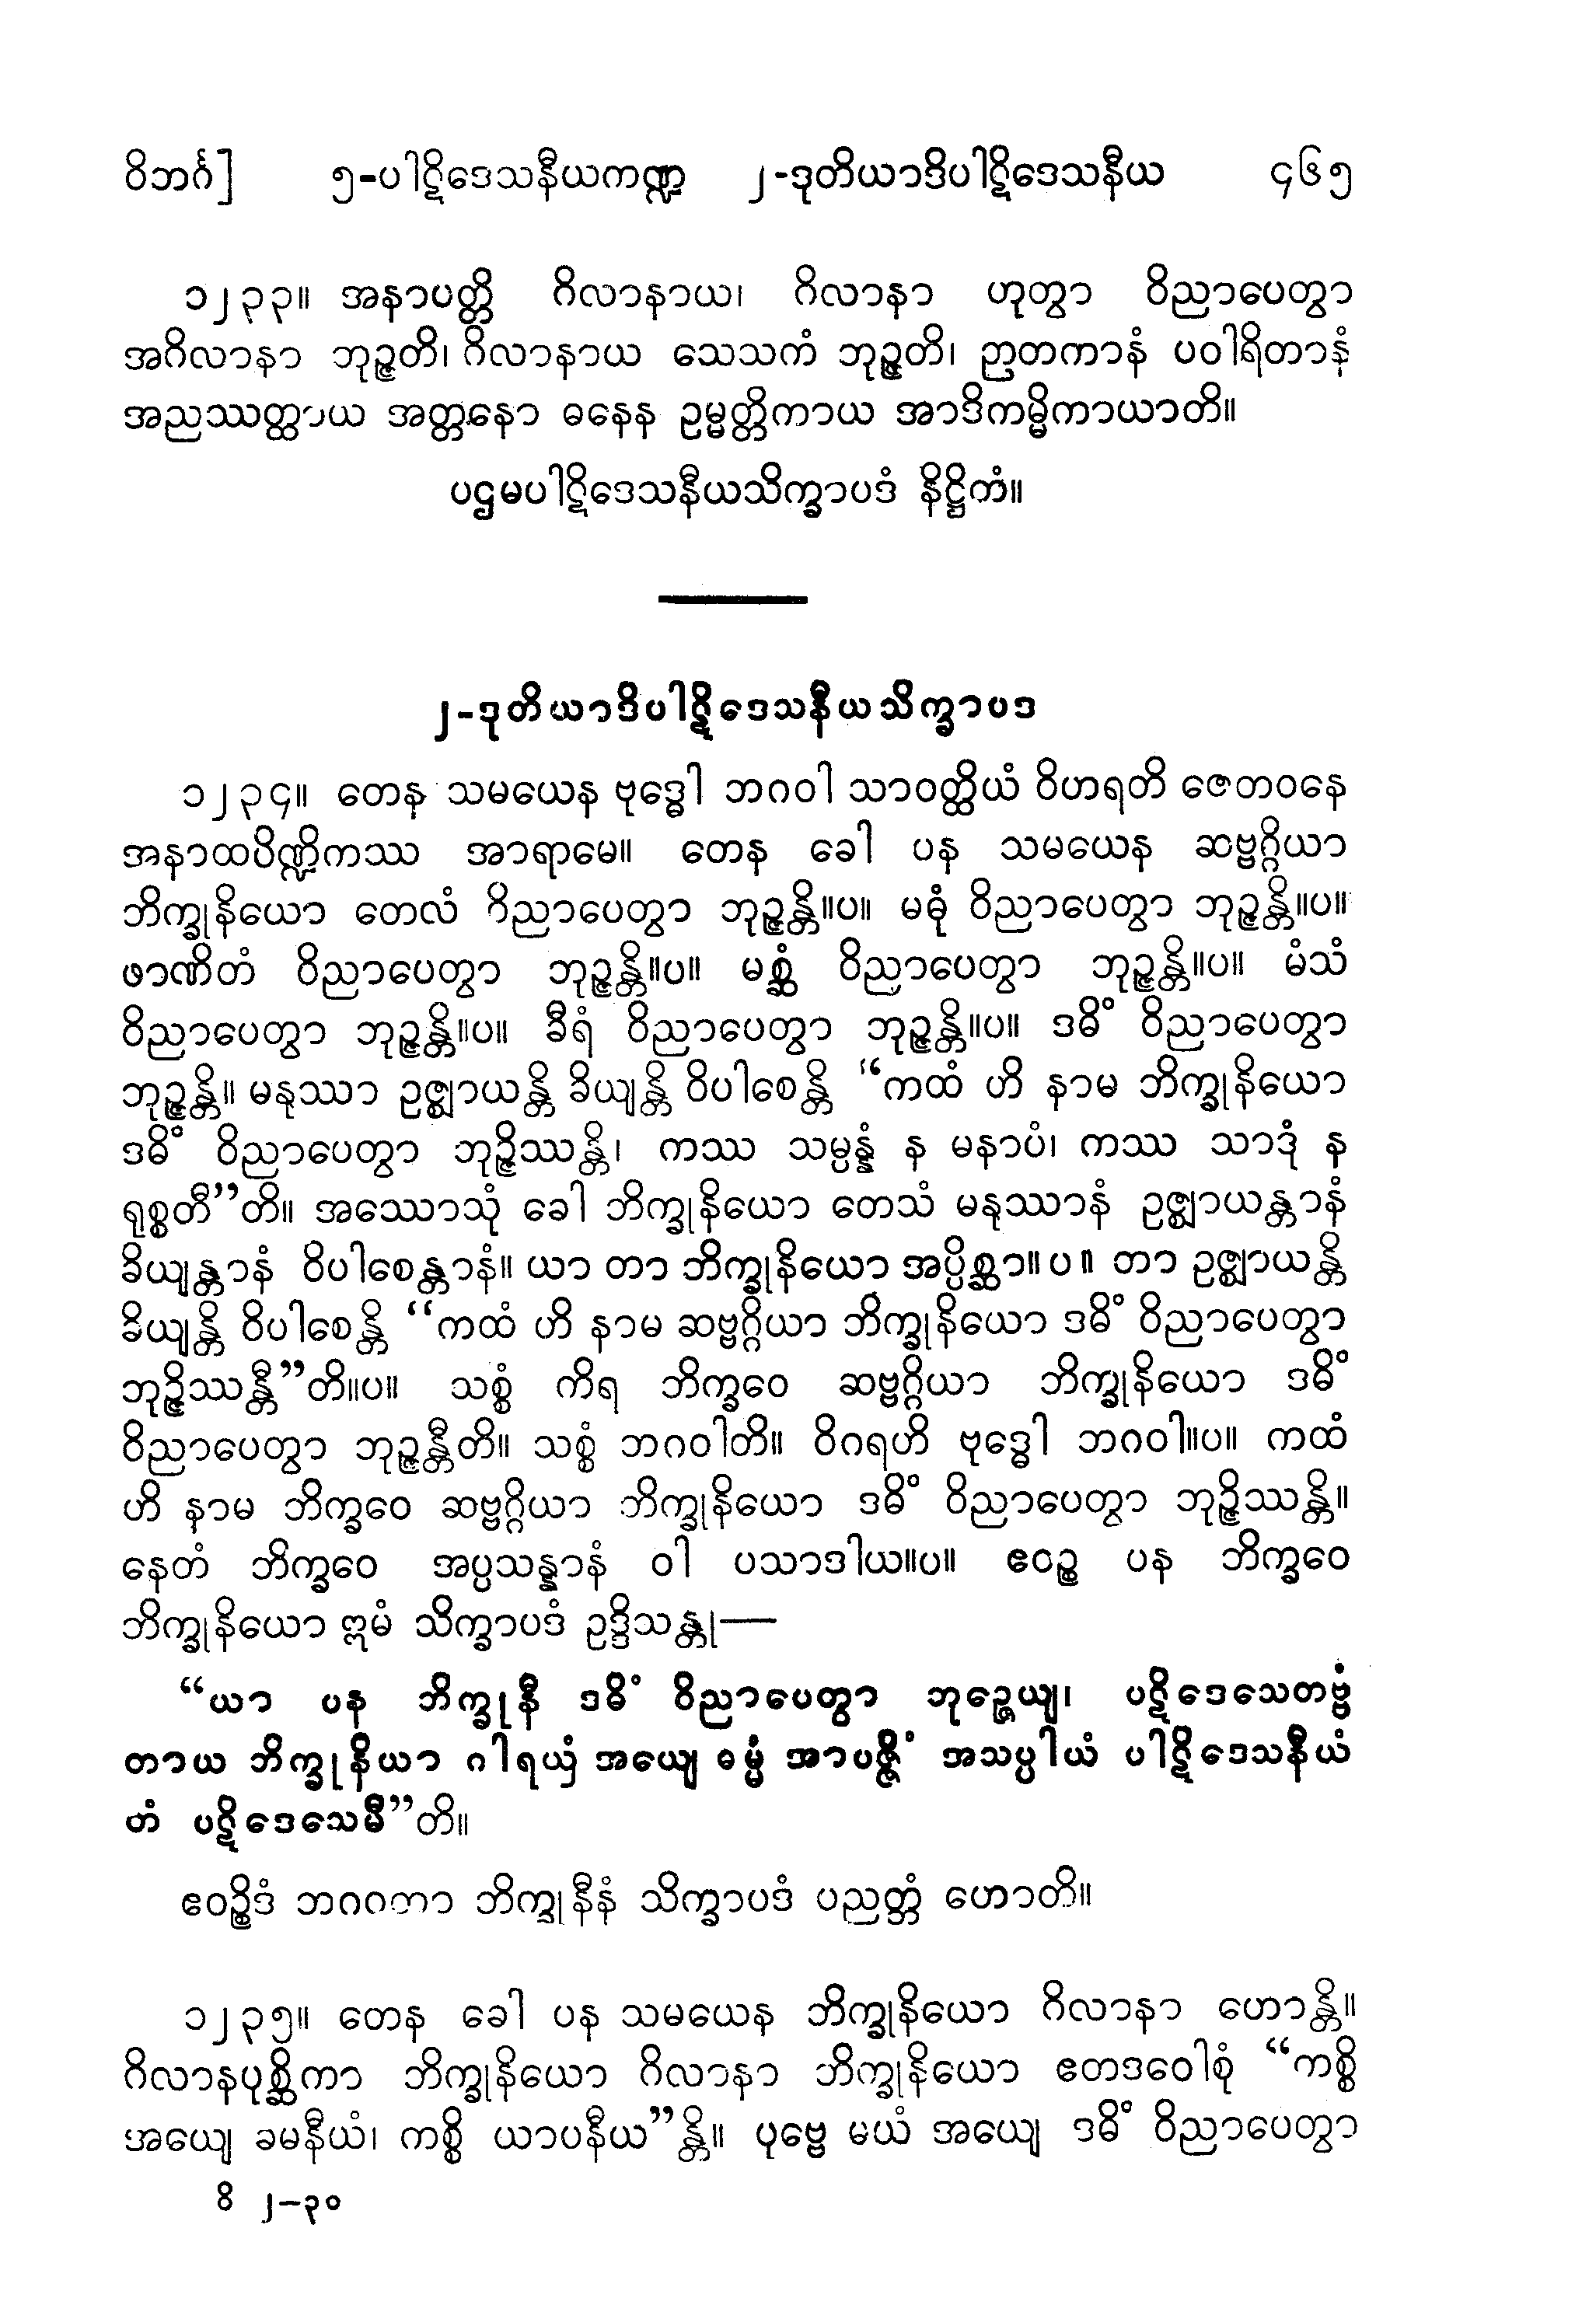 ဝိဘင်္ဂ] ၅-ပါဋိဒေသနီယကဏ္ဍ ၂-ဒုတိယာဒိပါဋိဒေသနီယ ၄၆၅
၁၂၃၃။ အနာပတ္တိ ဂိလာနာယ၊ ဂိလာနာ ဟုတွာ ဝိညာပေတွာ
အဂိလာနာ ဘုဉ္ဇတိ၊ ဂိလာနာယ သေသကံ ဘုဉ္ဇတိ၊ ဉာတကာနံ ပဝါရိတာနံ
အညဿတ္ထာယ အတ္တနော ဓနေန ဥမ္မတ္တိကာယ အာဒိကမ္မိကာယာတိ။
ပဌမပါဋိဒေသနီယသိက္ခာပဒံ နိဋ္ဌိတံ။
၂-ဒုတိယာဒိပါဋိဒေသနီယသိက္ခာပဒ
၁၂၃၄။ တေန သမယေန ဗုဒ္ဓေါ ဘဂဝါ သာဝတ္ထိယံ ဝိဟရတိ ဇေတဝနေ
အနာထပိဏ္ဍိကဿ အာရာမေ။ တေန ခေါ ပန သမယေန ဆဗ္ဗဂ္ဂိယာ
ဘိက္ခုနိယော တေလံ ဝိညာပေတွာ ဘုဉ္ဇန္တိ။ပ။ မဓုံ ဝိညာပေတွာ ဘုဉ္ဇန္တိ။ပ။
ဖာဏိတံ ဝိညာပေတွာ ဘုဉ္ဇန္တိ။ပ။ မစ္ဆံ ဝိညာပေတွာ ဘုဉ္ဇန္တိ။ပ။ မံသံ
ဝိညာပေတွာ ဘုဉ္ဇန္တိ။ပ။ ခီရံ ဝိညာပေတွာ ဘုဉ္ဇန္တိ။ပ။ ဒဓိံ ဝိညာပေတွာ
ဘုဉ္ဇန္တိ။ မနုဿာ ဥဇ္ဈာယန္တိ ခိယျန္တိ ဝိပါစေန္တိ “ကထံ ဟိ နာမ ဘိက္ခုနိယော
ဒဓိံ ဝိညာပေတွာ ဘုဉ္ဇိဿန္တိ၊ ကဿ သမ္ပန္နံ န မနာပံ၊ ကဿ သာဒုံ န
ရုစ္စတီ”တိ။ အဿောသုံ ခေါ ဘိက္ခုနိယော တေသံ မနုဿာနံ ဥဇ္ဈာယန္တာနံ
ခိယျန္တာနံ ဝိပါစေန္တာနံ။ ယာ တာ ဘိက္ခုနိယော အပ္ပိစ္ဆာ။ပ။ တာ ဥဇ္ဈာယန္တိ
ခိယျန္တိ ဝိပါစေန္တိ “ကထံ ဟိ နာမ ဆဗ္ဗဂ္ဂိယာ ဘိက္ခုနိယော ဒဓိံ ဝိညာပေတွာ
ဘုဉ္ဇိဿန္တီ”တိ။ပ။ သစ္စံ ကိရ ဘိက္ခဝေ ဆဗ္ဗဂ္ဂိယာ ဘိက္ခုနိယော ဒဓိံ
ဝိညာပေတွာ ဘုဉ္ဇန္တီတိ။ သစ္စံ ဘဂဝါတိ။ ဝိဂရဟိ ဗုဒ္ဓေါ ဘဂဝါ။ပ။ ကထံ
ဟိ နာမ ဘိက္ခဝေ ဆဗ္ဗဂ္ဂိယာ ဘိက္ခုနိယော ဒဓိံ ဝိညာပေတွာ ဘုဉ္ဇိဿန္တိ။
နေတံ ဘိက္ခဝေ အပ္ပသန္နာနံ ဝါ ပသာဒါယ။ပ။ ဧဝဉ္စ ပန ဘိက္ခဝေ
ဘိက္ခုနိယော ဣမံ သိက္ခာပဒံ ဥဒ္ဒိသန္တု—
“ယာ ပန ဘိက္ခုနီ ဒဓိံ ဝိညာပေတွာ ဘုဉ္ဇေယျ၊ ပဋိဒေသေတဗ္ဗံ
တာယ ဘိက္ခုနိယာ ဂါရယှံ အယျေ ဓမ္မံ အာပဇ္ဇိံ အသပ္ပါယံ ပါဋိဒေသနီယံ
တံ ပဋိဒေသေမီ”တိ။
ဧဝဉ္စိဒံ ဘဂဝတာ ဘိက္ခုနီနံ သိက္ခာပဒံ ပညတ္တံ ဟောတိ။
၁၂၃၅။ တေန ခေါ ပန သမယေန ဘိက္ခုနိယော ဂိလာနာ ဟောန္တိ။
ဂိလာနပုစ္ဆိကာ ဘိက္ခုနိယော ဂိလာနာ ဘိက္ခုနိယော ဧတဒဝေါစုံ “ကစ္စိ
အယျေ ခမနီယံ၊ ကစ္စိ ယာပနီယ”န္တိ။ ပုဗ္ဗေ မယံ အယျေ ဒဓိံ ဝိညာပေတွာ
ဝိ ၂–၃၀